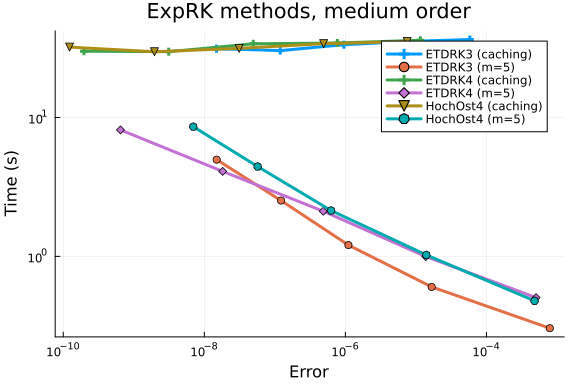 ExpRK methods, medium order
ETDRK3 (caching)
ETDRK3 (m=5)
ETDRK4 (caching)
ETDRK4 (m=5)
HochOst4 (caching)
HochOst4 (m=5)
Time (s)
10¹
10⁰
10⁻¹⁰
10⁻⁸
10⁻⁶
10⁻⁴
Error